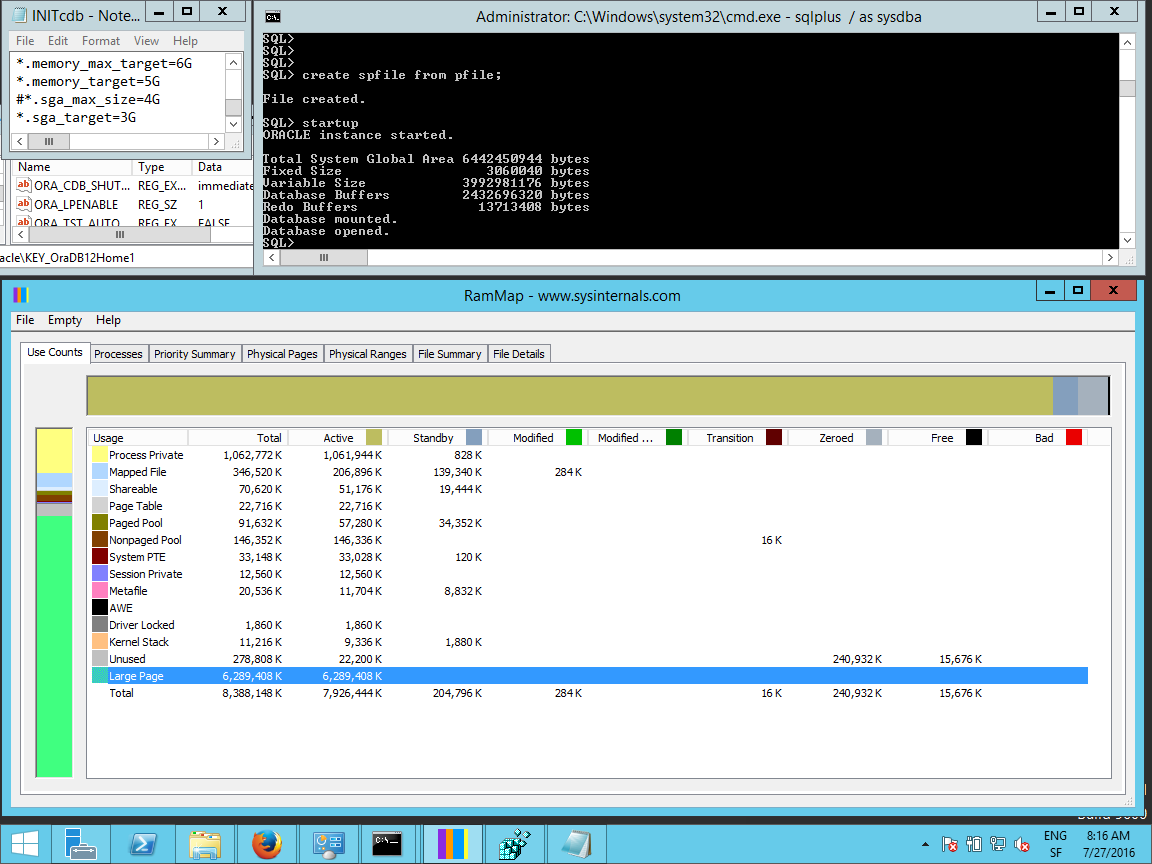 INITcdb - Note...
File Edit Format View Help
*.memory_max_target=6G
*.memory_target=5G
#*.sga_max_size=4G
*.sga_target=3G
Name Type Data
ORA_CDB_SHUT... REG_EX... immediate
ORA_LPENABLE REG_SZ 1
ORA_TST_AUTO REG_EX FALSE
acle\KEY_OraDB12Home1
Administrator: C:\Windows\system32\cmd.exe - sqlplus / as sysdba
SQL>
SQL>
SQL>
SQL> create spfile from pfile;
File created.
SQL> startup
ORACLE instance started.
Total System Global Area 6442450944 bytes
Fixed Size 3060040 bytes
Variable Size 3992981176 bytes
Database Buffers 2432696320 bytes
Redo Buffers 13713408 bytes
Database mounted.
Database opened.
SQL>
RamMap - www.sysinternals.com
File Empty Help
Use Counts Processes Priority Summary Physical Pages Physical Ranges File Summary File Details
Usage Total Active Standby Modified Modified ... Transition Zeroed Free Bad
Process Private 1,062,772 K 1,061,944 K 828 K
Mapped File 346,520 K 206,896 K 139,340 K 284 K
Shareable 70,620 K 51,176 K 19,444 K
Page Table 22,716 K 22,716 K
Paged Pool 91,632 K 57,280 K 34,352 K
Nonpaged Pool 146,352 K 146,336 K 16 K
System PTE 33,148 K 33,028 K 120 K
Session Private 12,560 K 12,560 K
Metafile 20,536 K 11,704 K 8,832 K
AWE
Driver Locked 1,860 K 1,860 K
Kernel Stack 11,216 K 9,336 K 1,880 K
Unused 278,808 K 22,200 K 240,932 K 15,676 K
Large Page 6,289,408 K 6,289,408 K
Total 8,388,148 K 7,926,444 K 204,796 K 284 K 16 K 240,932 K 15,676 K
ENG 8:16 AM
SF 7/27/2016